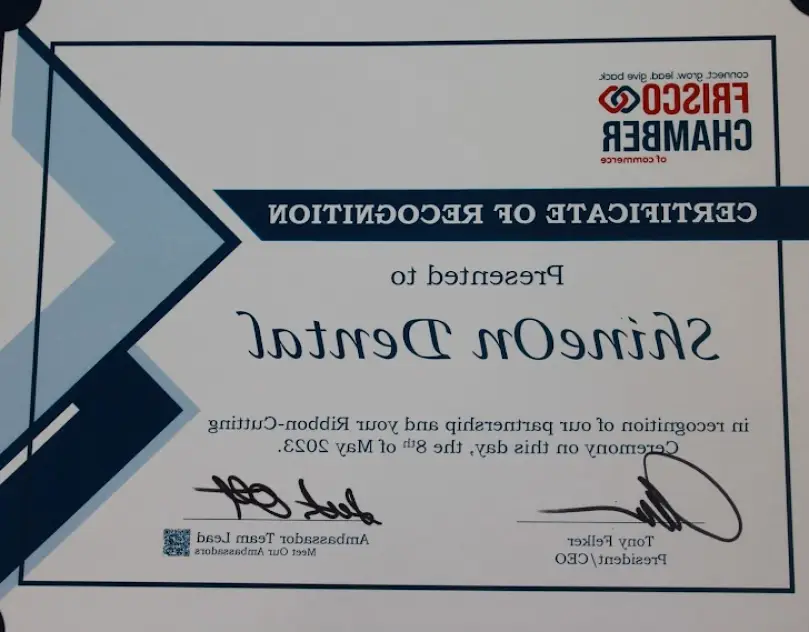 connect. grow. lead. give back.
FRISCO
CHAMBER
of commerce
CERTIFICATE OF RECOGNITION
Presented to
ShineOn Dental
in recognition of our partnership and your Ribbon-Cutting
Ceremony on this day, the 8th of May 2023.
Tony Felker
President/CEO
Ambassador Team Lead
Meet Our Ambassadors